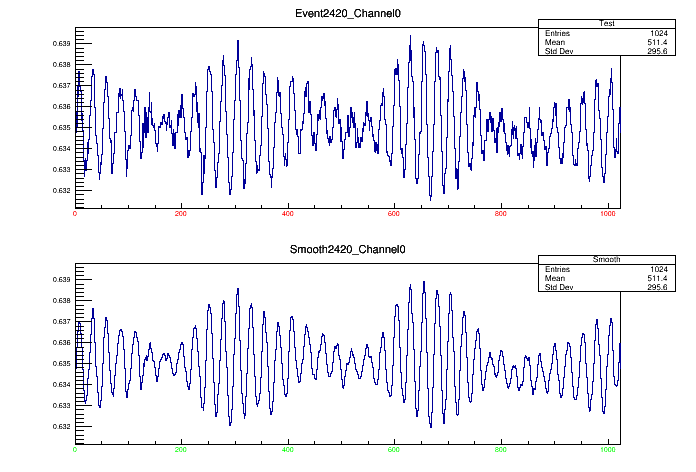 Event2420_Channel0
Test
Entries 1024
Mean 511.4
Std Dev 295.6
0.639
0.638
0.637
0.636
0.635
0.634
0.633
0.632
0 200 400 600 800 1000
Smooth2420_Channel0
Smooth
Entries 1024
Mean 511.4
Std Dev 295.6
0.639
0.638
0.637
0.636
0.635
0.634
0.633
0.632
0 200 400 600 800 1000